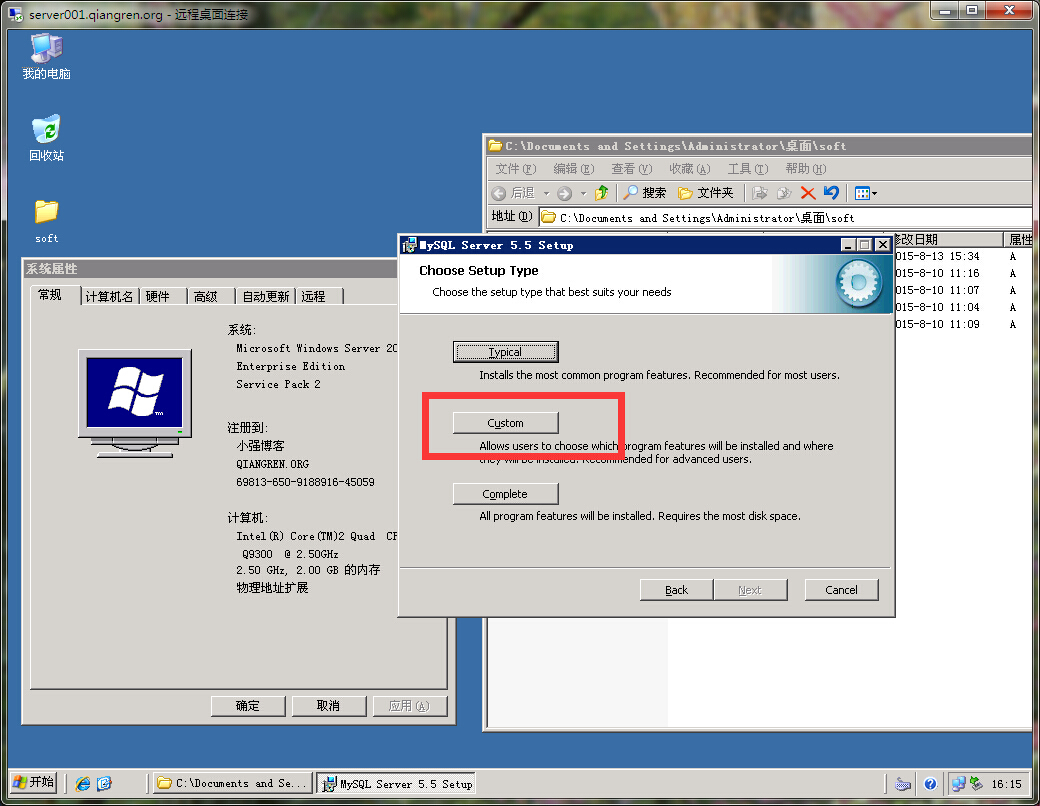 server001.qiangren.org - 远程桌面连接
我的电脑
回收站
soft
C:\Documents and Settings\Administrator\桌面\soft
文件(F) 编辑(E) 查看(V) 收藏(A) 工具(T) 帮助(H)
后退 搜索 文件夹
地址(D) C:\Documents and Settings\Administrator\桌面\soft
修改日期 属性
015-8-13 15:34 A
015-8-10 11:16 A
015-8-10 11:07 A
015-8-10 11:04 A
015-8-10 11:09 A
系统属性
常规 计算机名 硬件 高级 自动更新 远程
系统:
Microsoft Windows Server 20
Enterprise Edition
Service Pack 2
注册到:
小强博客
QIANGREN.ORG
69813-650-9188916-45059
计算机:
Intel(R) Core(TM)2 Quad CP
Q9300 @ 2.50GHz
2.50 GHz, 2.00 GB 的内存
物理地址扩展
确定 取消 应用(A)
MySQL Server 5.5 Setup
Choose Setup Type
Choose the setup type that best suits your needs
Typical
Installs the most common program features. Recommended for most users.
Custom
Allows users to choose which program features will be installed and where
they will be installed. Recommended for advanced users.
Complete
All program features will be installed. Requires the most disk space.
Back Next Cancel
开始 C:\Documents and Se... MySQL Server 5.5 Setup 16:15